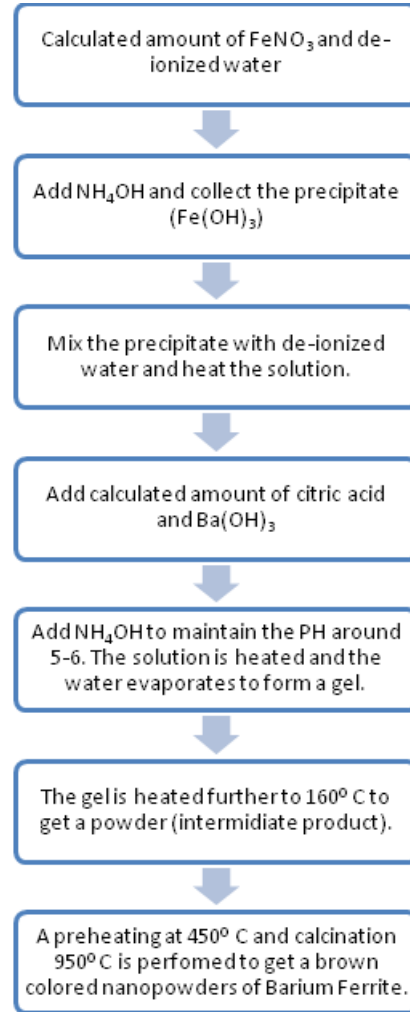 Calculated amount of FeNO₃ and de-
ionized water
Add NH₄OH and collect the precipitate
(Fe(OH)₃)
Mix the precipitate with de-ionized
water and heat the solution.
Add calculated amount of citric acid
and Ba(OH)₃
Add NH₄OH to maintain the PH around
5-6. The solution is heated and the
water evaporates to form a gel.
The gel is heated further to 160º C to
get a powder (intermidiate product).
A preheating at 450º C and calcination
950º C is perfomed to get a brown
colored nanopowders of Barium Ferrite.